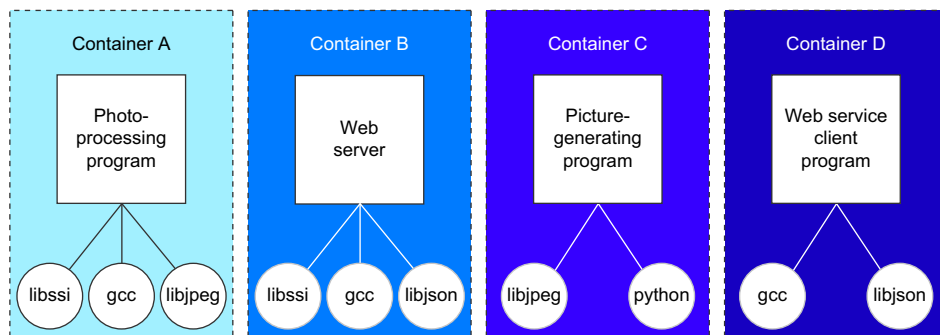 Container A
Photo-
processing
program
libssi
gcc
libjpeg
Container B
Web
server
libssi
gcc
libjson
Container C
Picture-
generating
program
libjpeg
python
Container D
Web service
client
program
gcc
libjson